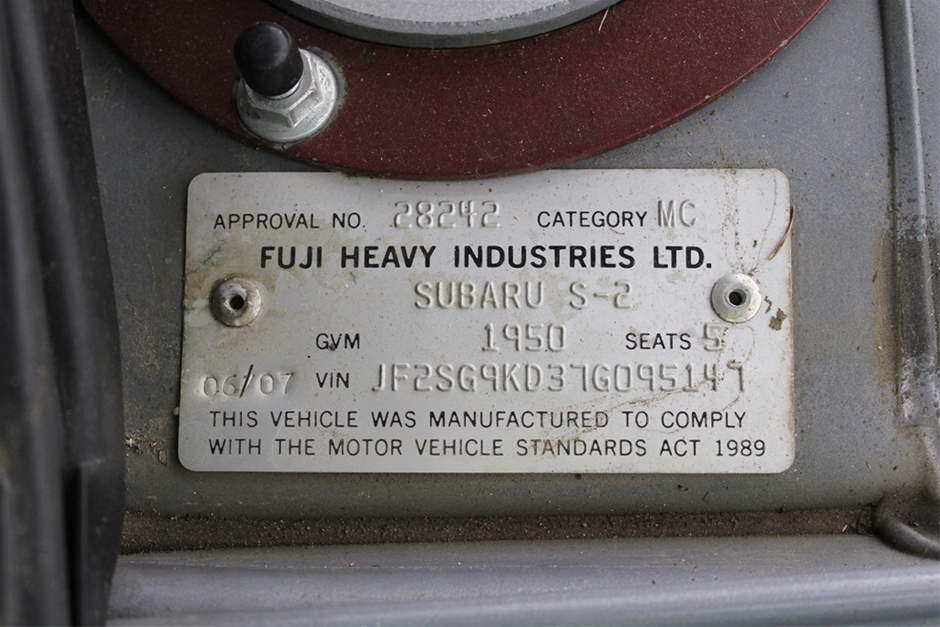 APPROVAL NO. 28242 CATEGORY MC
FUJI HEAVY INDUSTRIES LTD.
SUBARU S-2
GVM 1950 SEATS 5
06/07 VIN JF2SG9KD37G095149
THIS VEHICLE WAS MANUFACTURED TO COMPLY
WITH THE MOTOR VEHICLE STANDARDS ACT 1989